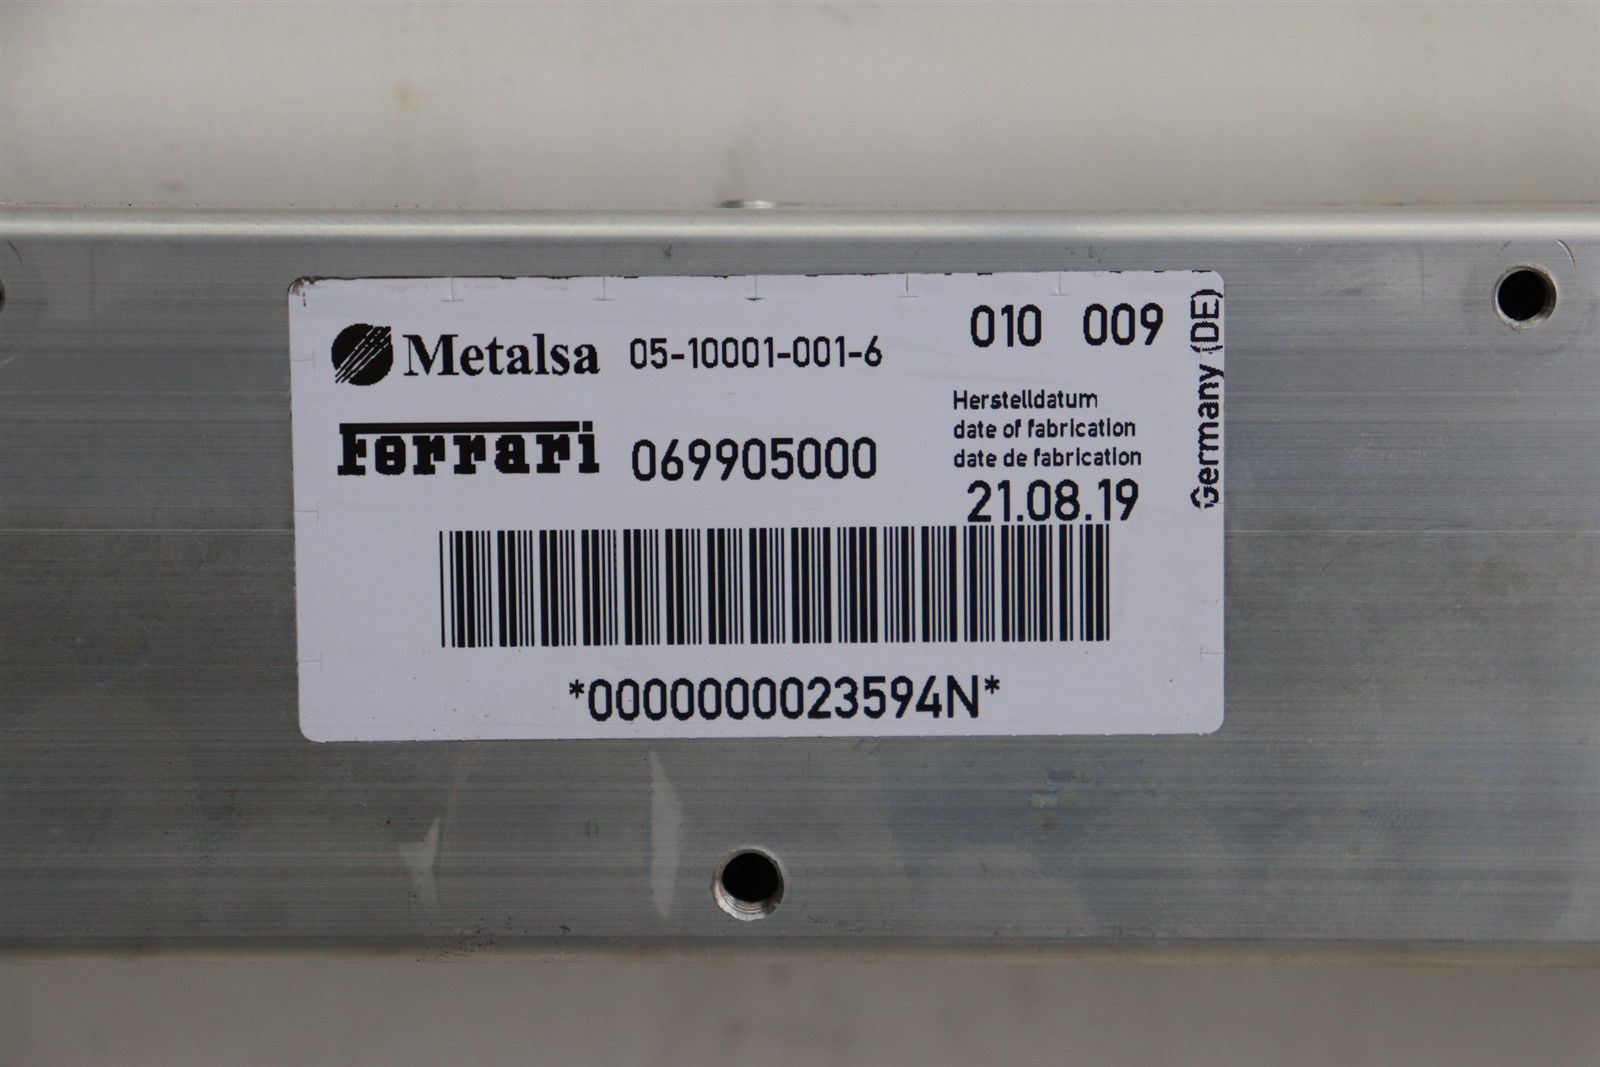 Metalsa 05-10001-001-6 010 009
Ferrari 069905000
Herstelldatum
date of fabrication
date de fabrication
21.08.19
Germany (DE)
*0000000023594N*